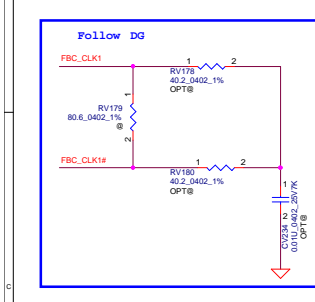 Follow DG
FBC_CLK1
1
2
RV178
40.2_0402_1%
OPT@
1
RV179
80.6_0402_1%
@
2
FBC_CLK1#
1
2
RV180
40.2_0402_1%
OPT@
1
2
CV234
0.01U_0402_25V7K
OPT@
C